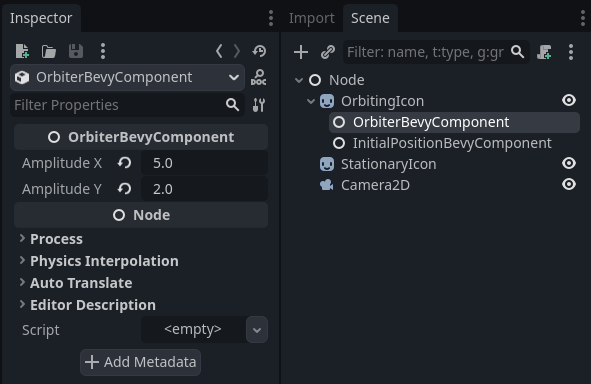 Inspector
OrbiterBevyComponent
DOC
Filter Properties
OrbiterBevyComponent
Amplitude X 5.0
Amplitude Y 2.0
Node
Process
Physics Interpolation
Auto Translate
Editor Description
Script <empty>
Add Metadata
Import Scene
Filter: name, t:type, g:gr
Node
OrbitingIcon
OrbiterBevyComponent
InitialPositionBevyComponent
StationaryIcon
Camera2D